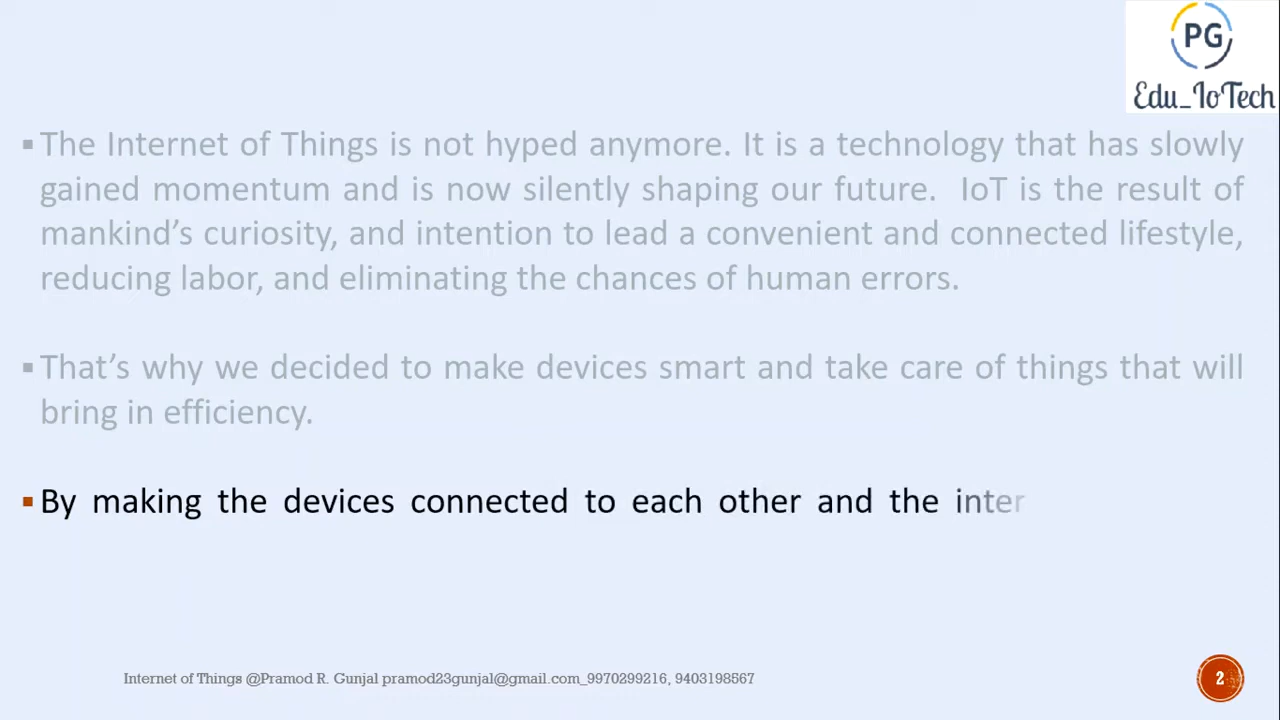 PG
Edu_IoTech
▪The Internet of Things is not hyped anymore. It is a technology that has slowly
gained momentum and is now silently shaping our future. IoT is the result of
mankind’s curiosity, and intention to lead a convenient and connected lifestyle,
reducing labor, and eliminating the chances of human errors.
▪That’s why we decided to make devices smart and take care of things that will
bring in efficiency.
▪By making the devices connected to each other and the inter
Internet of Things @Pramod R. Gunjal pramod23gunjal@gmail.com_9970299216, 9403198567
2